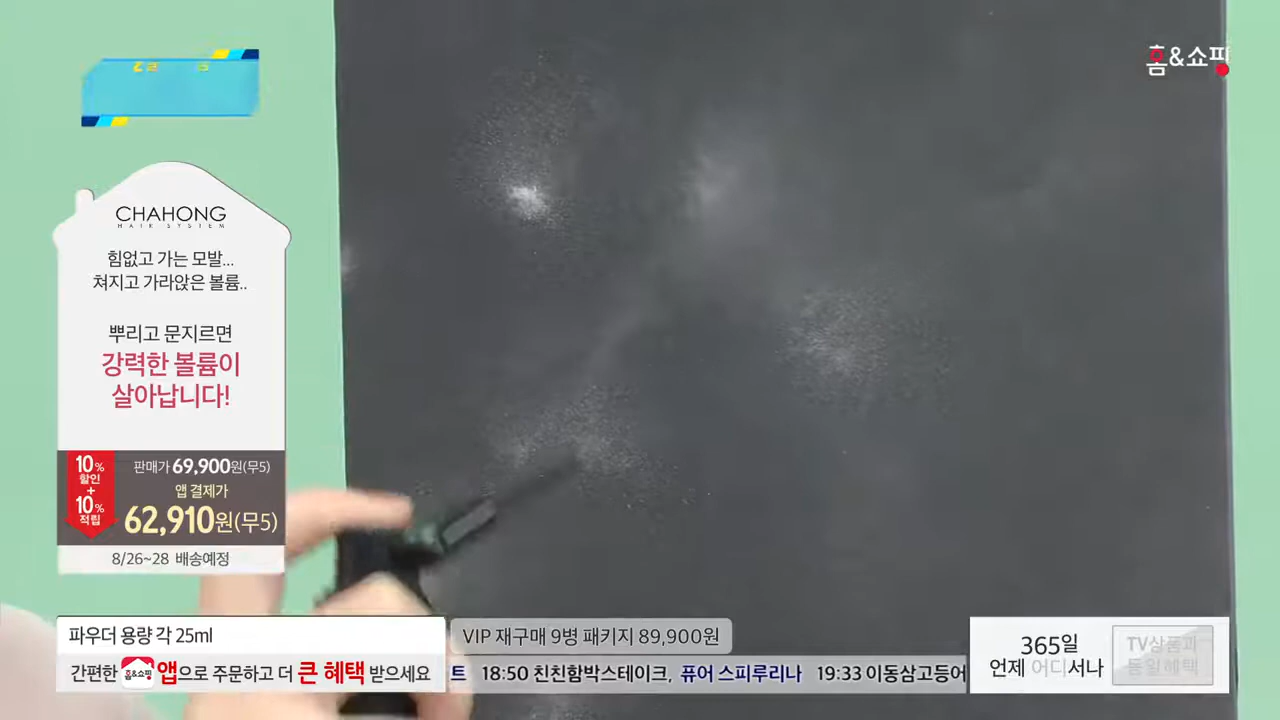 홈&쇼핑
CHAHONG
HAIR SYSTEM
힘없고 가는 모발...
쳐지고 가라앉은 볼륨..
뿌리고 문지르면
강력한 볼륨이
살아납니다!
10%
할인
+
10%
적립
판매가 69,900원(무5)
앱 결제가
62,910원(무5)
8/26~28 배송예정
파우더 용량 각 25ml
VIP 재구매 9병 패키지 89,900원
간편한 홈&쇼핑 앱으로 주문하고 더 큰 혜택 받으세요
트 18:50 친친함박스테이크, 퓨어 스피루리나 19:33 이동삼고등어
365일
언제 어디서나
TV상품과
동일혜택